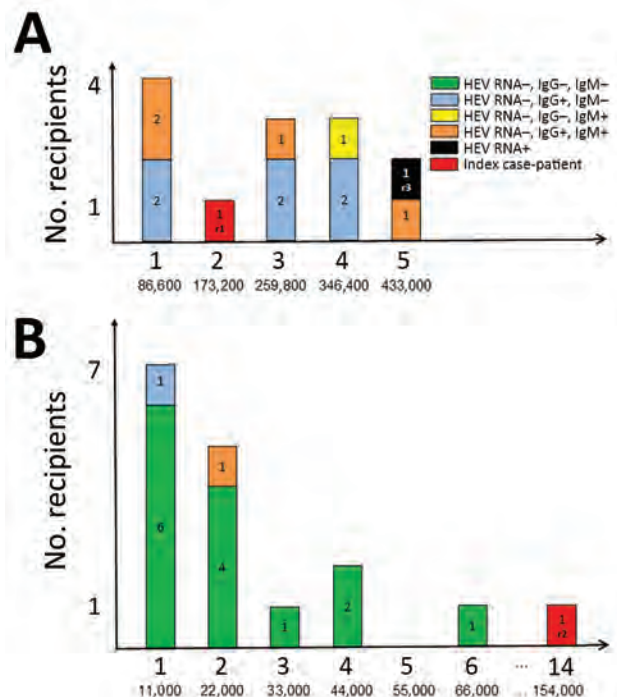 A
No. recipients
4
1
HEV RNA–, IgG–, IgM–
HEV RNA–, IgG+, IgM–
HEV RNA–, IgG–, IgM+
HEV RNA–, IgG+, IgM+
HEV RNA+
Index case-patient
2
2
1
r1
1
2
1
2
1
r3
1
1 2 3 4 5
86,600 173,200 259,800 346,400 433,000
B
No. recipients
7
1
1
6
1
4
1
2
1
1
r2
1 2 3 4 5 6 ... 14
11,000 22,000 33,000 44,000 55,000 86,000 154,000